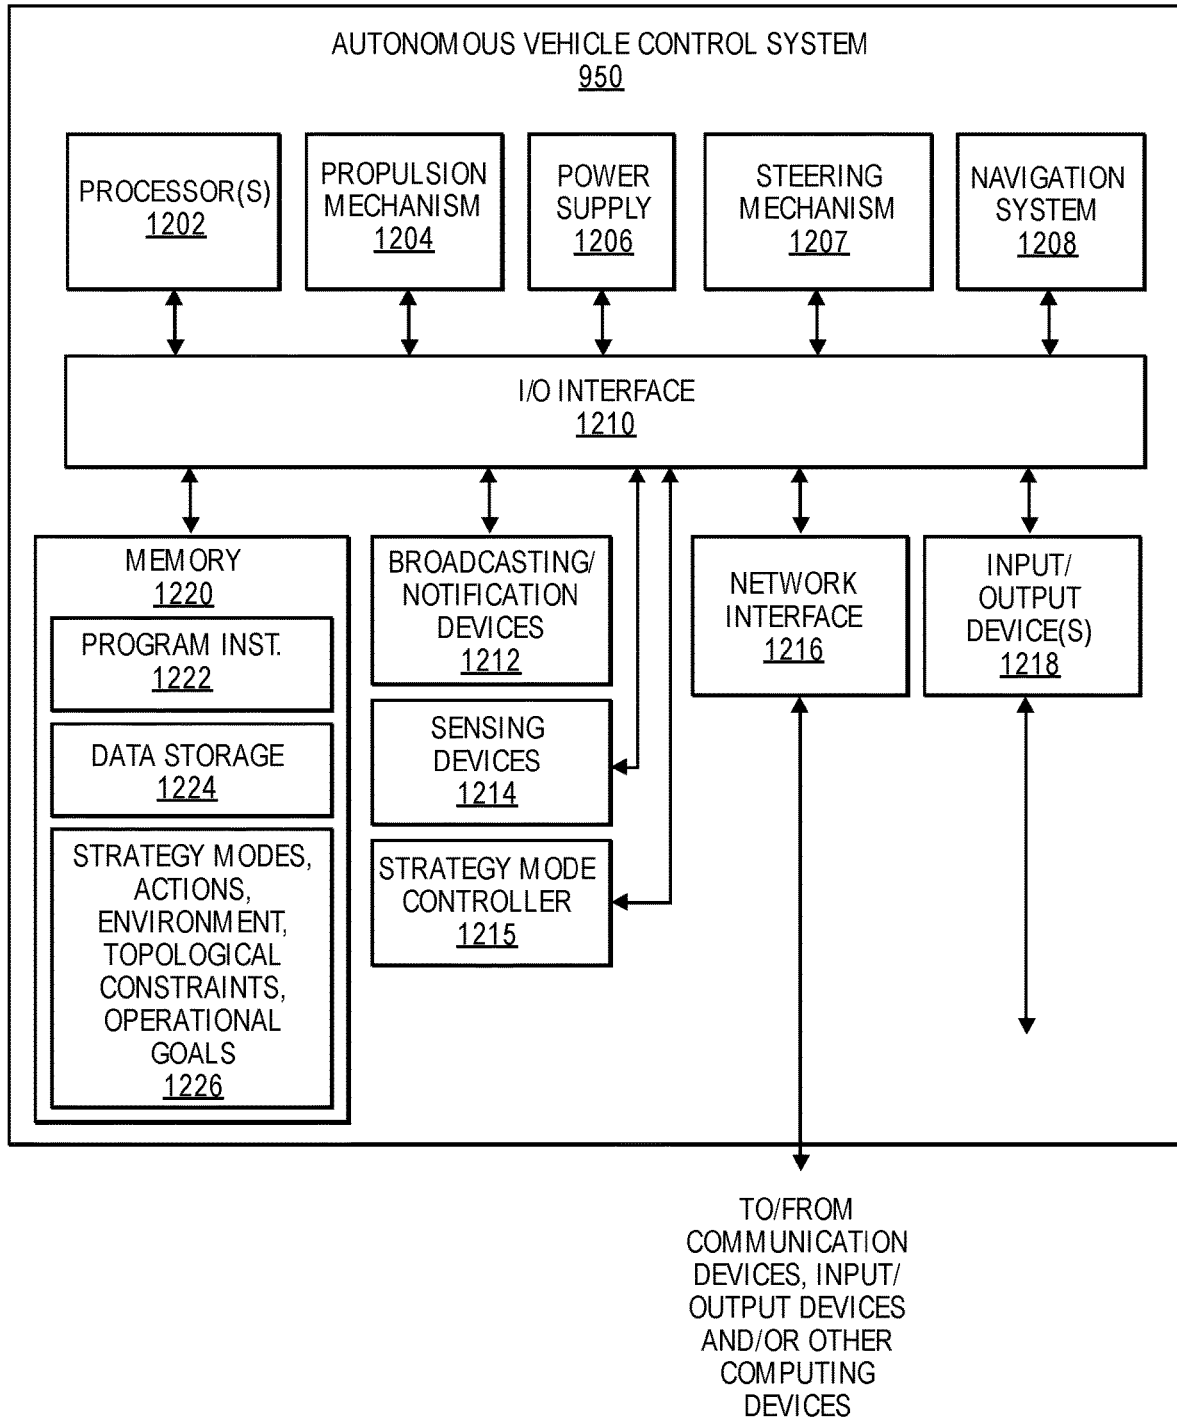 AUTONOMOUS VEHICLE CONTROL SYSTEM
950
PROCESSOR(S)
1202
PROPULSION
MECHANISM
1204
POWER
SUPPLY
1206
STEERING
MECHANISM
1207
NAVIGATION
SYSTEM
1208
I/O INTERFACE
1210
MEMORY
1220
PROGRAM INST.
1222
DATA STORAGE
1224
STRATEGY MODES,
ACTIONS,
ENVIRONMENT,
TOPOLOGICAL
CONSTRAINTS,
OPERATIONAL
GOALS
1226
BROADCASTING/
NOTIFICATION
DEVICES
1212
SENSING
DEVICES
1214
STRATEGY MODE
CONTROLLER
1215
NETWORK
INTERFACE
1216
INPUT/
OUTPUT
DEVICE(S)
1218
TO/FROM
COMMUNICATION
DEVICES, INPUT/
OUTPUT DEVICES
AND/OR OTHER
COMPUTING
DEVICES